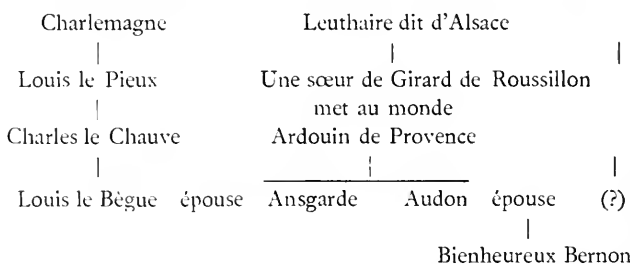 Charlemagne Leuthaire dit d'Alsace
Louis le Pieux Une sœur de Girard de Roussillon
met au monde
Charles le Chauve Ardouin de Provence
Louis le Bègue épouse Ansgarde Audon épouse (?)
Bienheureux Bernon